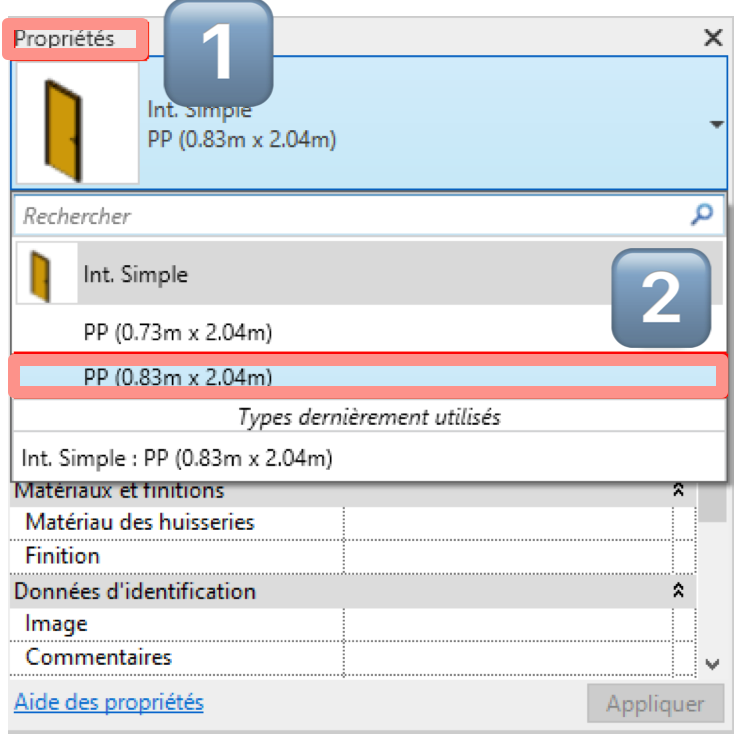 Propriétés
1
Int. Simple
PP (0.83m x 2.04m)
Rechercher
Int. Simple
2
PP (0.73m x 2.04m)
PP (0.83m x 2.04m)
Types dernièrement utilisés
Int. Simple : PP (0.83m x 2.04m)
Matériaux et finitions
Matériau des huisseries
Finition
Données d'identification
Image
Commentaires
Aide des propriétés
Appliquer